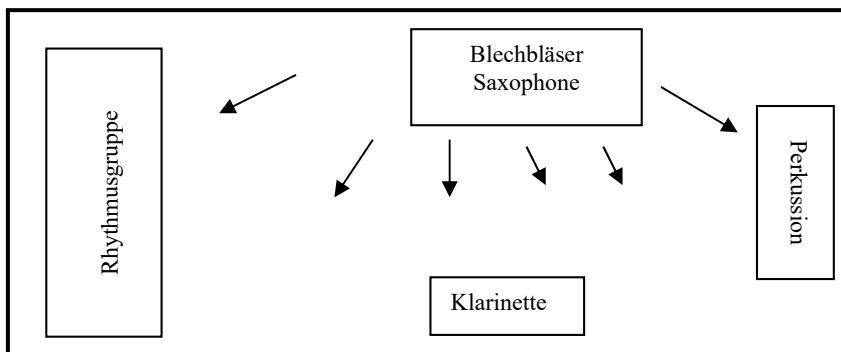 Blechbläser
Saxophone
Rhythmusgruppe
Perkussion
Klarinette